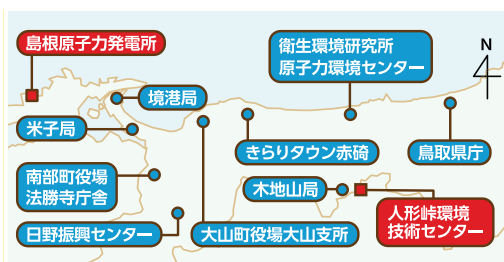 島根原子力発電所
衛生環境研究所
原子力環境センター
N
境港局
米子局
きらりタウン赤碕
鳥取県庁
南部町役場
法勝寺庁舎
木地山局
人形峠環境
技術センター
日野振興センター
大山町役場大山支所